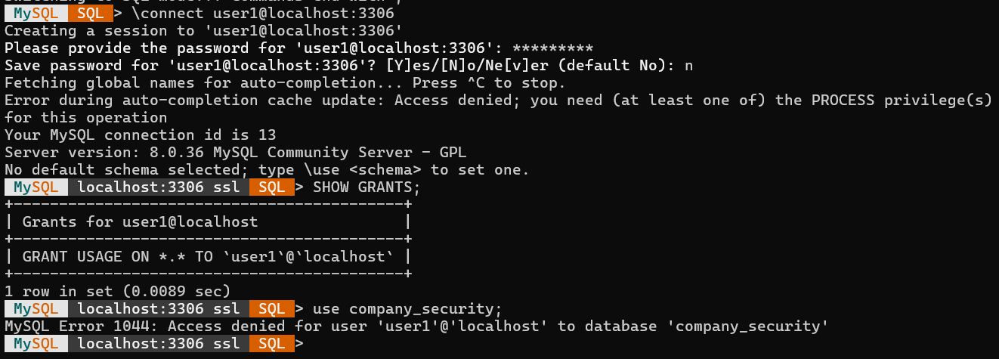 MySQL SQL > \connect user1@localhost:3306
Creating a session to 'user1@localhost:3306'
Please provide the password for 'user1@localhost:3306': *********
Save password for 'user1@localhost:3306'? [Y]es/[N]o/Ne[v]er (default No): n
Fetching global names for auto-completion... Press ^C to stop.
Error during auto-completion cache update: Access denied; you need (at least one of) the PROCESS privilege(s)
for this operation
Your MySQL connection id is 13
Server version: 8.0.36 MySQL Community Server - GPL
No default schema selected; type \use <schema> to set one.
MySQL localhost:3306 ssl SQL > SHOW GRANTS;
+-------------------------------------------+
| Grants for user1@localhost                |
+-------------------------------------------+
| GRANT USAGE ON *.* TO `user1`@`localhost` |
+-------------------------------------------+
1 row in set (0.0089 sec)
MySQL localhost:3306 ssl SQL > use company_security;
MySQL Error 1044: Access denied for user 'user1'@'localhost' to database 'company_security'
MySQL localhost:3306 ssl SQL >